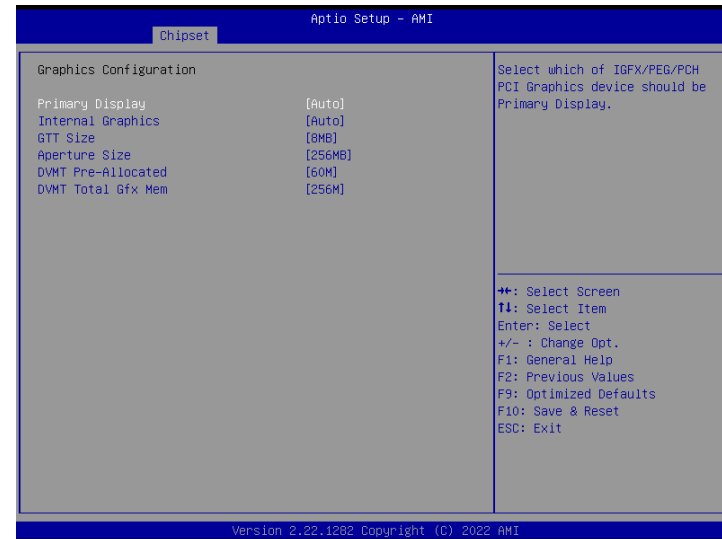 Aptio Setup – AMI
Chipset
Graphics Configuration
Primary Display [Auto]
Internal Graphics [Auto]
GTT Size [8MB]
Aperture Size [256MB]
DVMT Pre-Allocated [60M]
DVMT Total Gfx Mem [256M]
Select which of IGFX/PEG/PCH
PCI Graphics device should be
Primary Display.
→←: Select Screen
↑↓: Select Item
Enter: Select
+/- : Change Opt.
F1: General Help
F2: Previous Values
F9: Optimized Defaults
F10: Save & Reset
ESC: Exit
Version 2.22.1282 Copyright (C) 2022 AMI